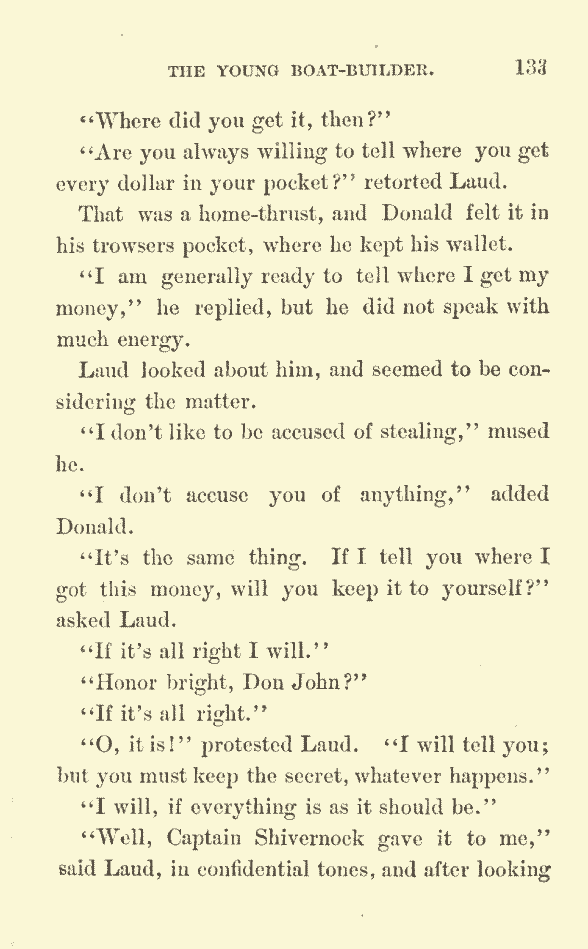 THE YOUNG BOAT-BUILDER. 133
"Where did you get it, then?"
"Are you always willing to tell where you get
every dollar in your pocket?" retorted Laud.
That was a home-thrust, and Donald felt it in
his trowsers pocket, where he kept his wallet.
"I am generally ready to tell where I get my
money," he replied, but he did not speak with
much energy.
Laud looked about him, and seemed to be con-
sidering the matter.
"I don't like to be accused of stealing," mused
he.
"I don't accuse you of anything," added
Donald.
"It's the same thing. If I tell you where I
got this money, will you keep it to yourself?"
asked Laud.
"If it's all right I will."
"Honor bright, Don John?"
"If it's all right."
"O, it is!" protested Laud. "I will tell you;
but you must keep the secret, whatever happens."
"I will, if everything is as it should be."
"Well, Captain Shivernock gave it to me,"
said Laud, in confidential tones, and after looking